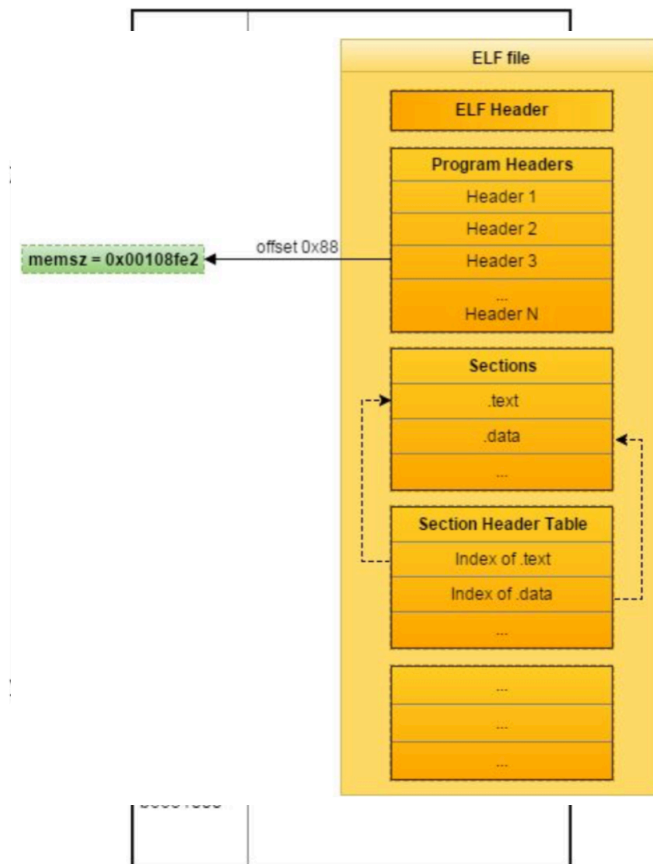 ELF file
ELF Header
Program Headers
Header 1
Header 2
offset 0x88
memsz = 0x00108fe2
Header 3
...
Header N
Sections
.text
.data
...
Section Header Table
Index of .text
Index of .data
...
...
...
...